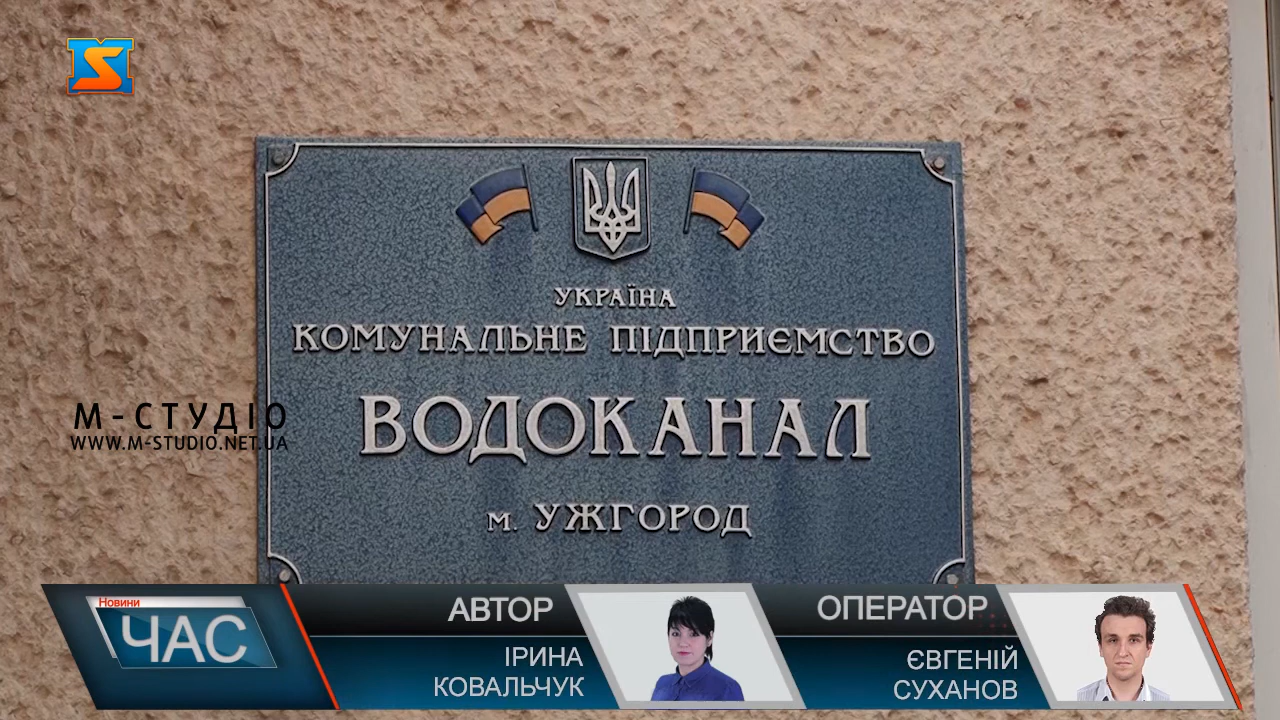 УКРАЇНА
КОМУНАЛЬНЕ ПІДПРИЄМСТВО
ВОДОКАНАЛ
м. УЖГОРОД
М-СТУДІО
WWW.M-STUDIO.NET.UA
Новини
ЧАС
АВТОР
ІРИНА
КОВАЛЬЧУК
ОПЕРАТОР
ЄВГЕНІЙ
СУХАНОВ